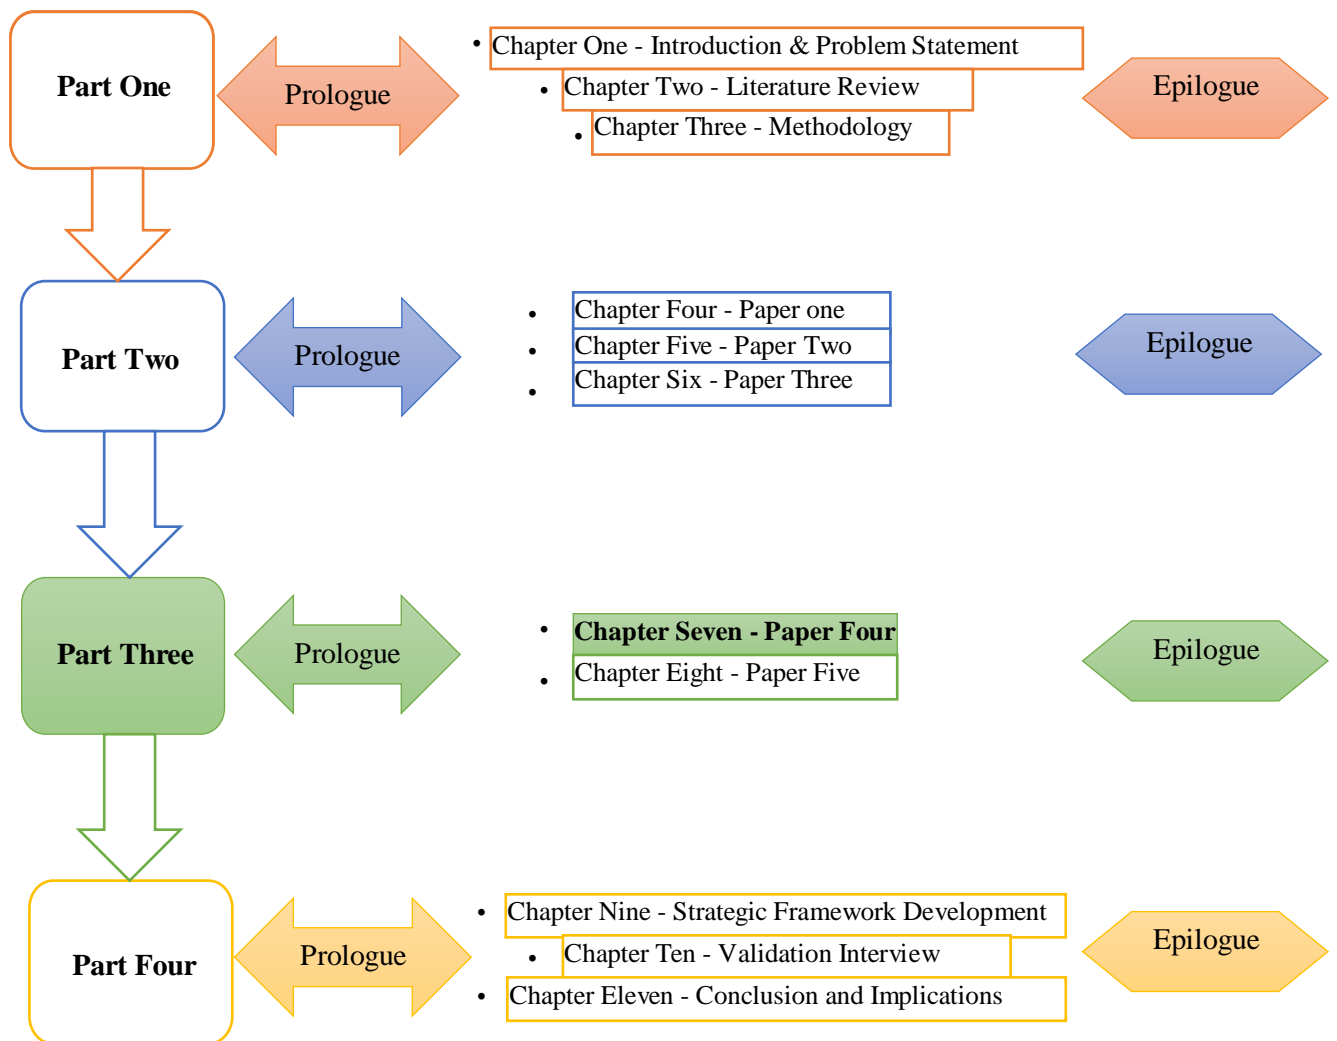 Part One
Prologue
• Chapter One - Introduction & Problem Statement
• Chapter Two - Literature Review
• Chapter Three - Methodology
Epilogue
Part Two
Prologue
• Chapter Four - Paper one
• Chapter Five - Paper Two
• Chapter Six - Paper Three
Epilogue
Part Three
Prologue
• Chapter Seven - Paper Four
• Chapter Eight - Paper Five
Epilogue
Part Four
Prologue
• Chapter Nine - Strategic Framework Development
• Chapter Ten - Validation Interview
• Chapter Eleven - Conclusion and Implications
Epilogue